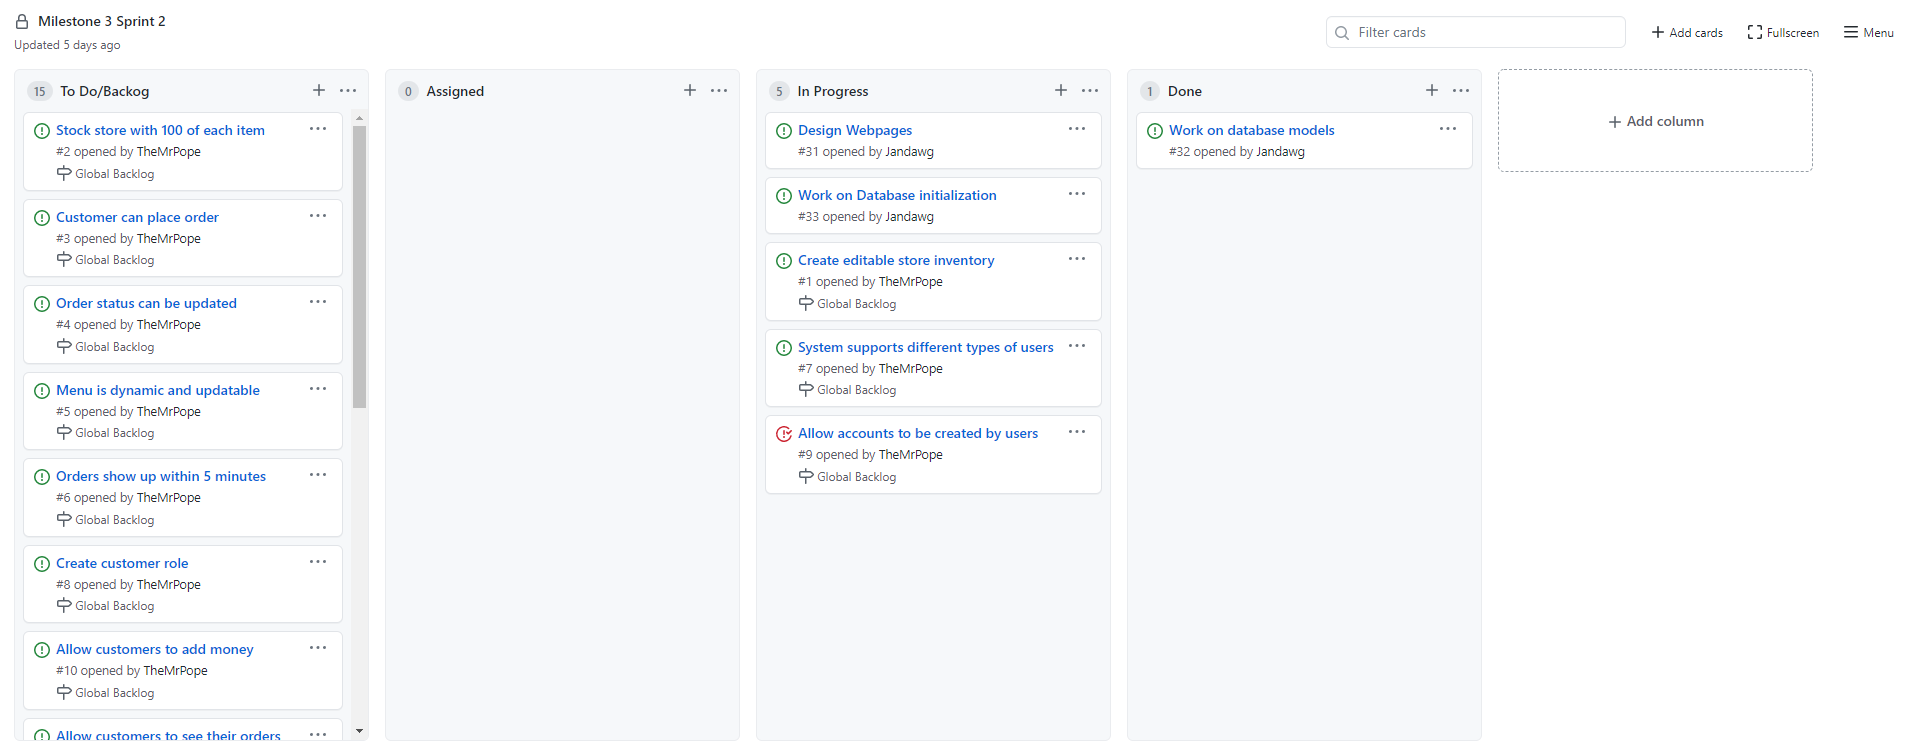 Milestone 3 Sprint 2
Updated 5 days ago
Filter cards
Add cards
Fullscreen
Menu
15 To Do/Backog
Stock store with 100 of each item
#2 opened by TheMrPope
Global Backlog
Customer can place order
#3 opened by TheMrPope
Global Backlog
Order status can be updated
#4 opened by TheMrPope
Global Backlog
Menu is dynamic and updatable
#5 opened by TheMrPope
Global Backlog
Orders show up within 5 minutes
#6 opened by TheMrPope
Global Backlog
Create customer role
#8 opened by TheMrPope
Global Backlog
Allow customers to add money
#10 opened by TheMrPope
Global Backlog
Allow customers to see their orders
0 Assigned
5 In Progress
Design Webpages
#31 opened by Jandawg
Work on Database initialization
#33 opened by Jandawg
Create editable store inventory
#1 opened by TheMrPope
Global Backlog
System supports different types of users
#7 opened by TheMrPope
Global Backlog
Allow accounts to be created by users
#9 opened by TheMrPope
Global Backlog
1 Done
Work on database models
#32 opened by Jandawg
Add column